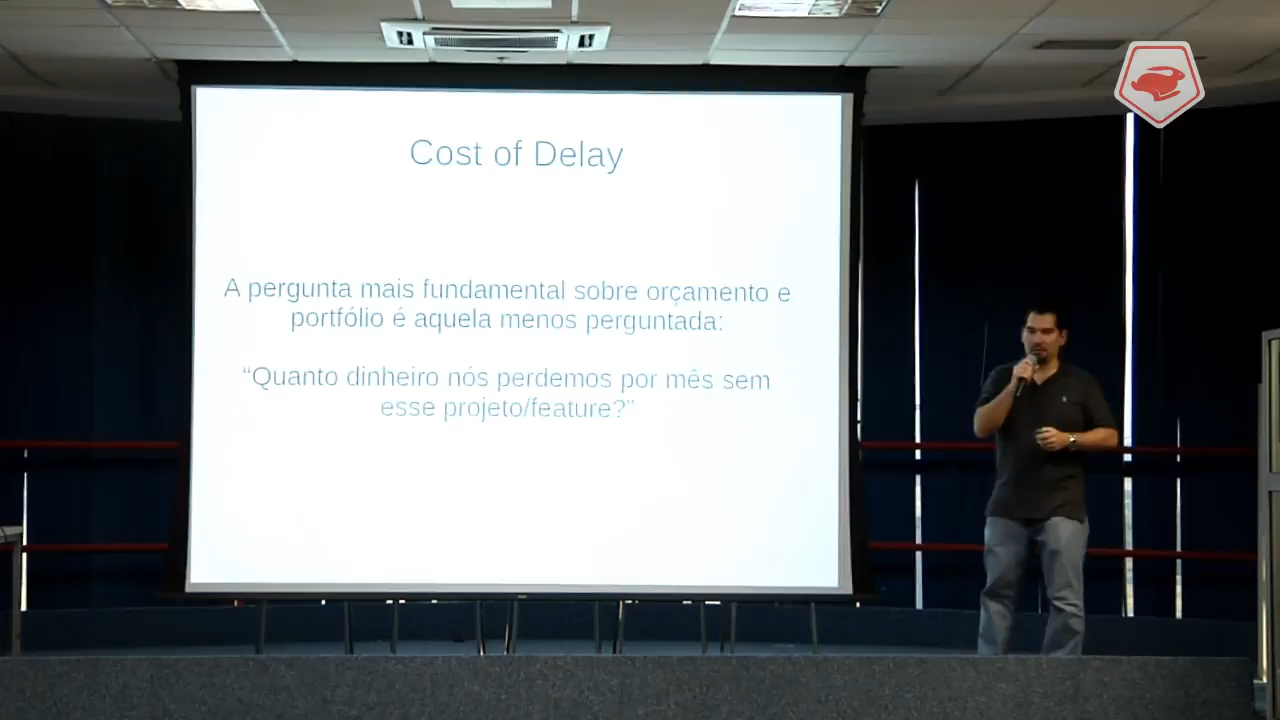 Cost of Delay
A pergunta mais fundamental sobre orçamento e
portfólio é aquela menos perguntada:
“Quanto dinheiro nós perdemos por mês sem
esse projeto/feature?”